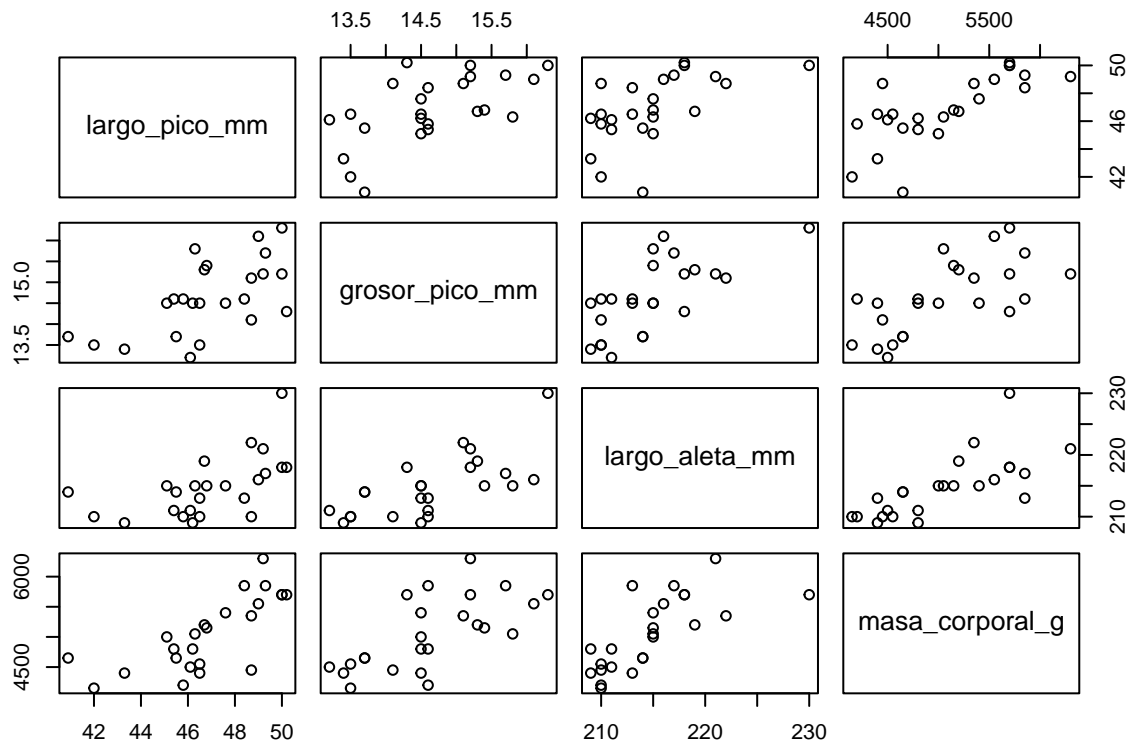 13.5 14.5 15.5
4500 5500
largo_pico_mm
42 46 50
13.5 15.0
grosor_pico_mm
largo_aleta_mm
210 220 230
4500 6000
masa_corporal_g
42 44 46 48 50
210 220 230